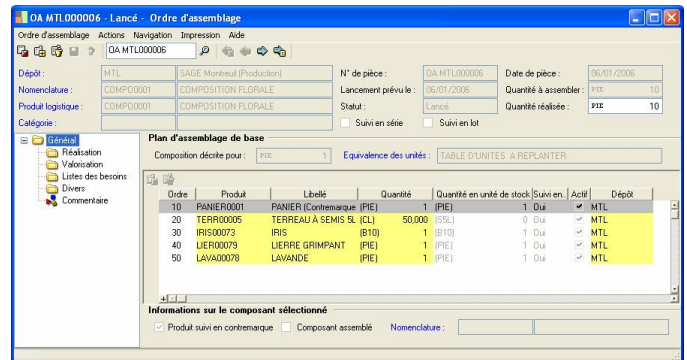 OA MTL000006 - Lancé - Ordre d'assemblage
Ordre d'assemblage Actions Navigation Impression Aide
? OA MTL000006
Dépôt : MTL SAGE Montreuil (Production) N° de pièce : OA MTL000006 Date de pièce : 06/01/2006
Nomenclature : COMPO0001 COMPOSITION FLORALE Lancement prévu le : 06/01/2006 Quantité à assembler : PIE 10
Produit logistique : COMPO0001 COMPOSITION FLORALE Statut : Lancé Quantité réalisée : PIE 10
Catégorie : Suivi en série Suivi en lot
Général
Réalisation
Valorisation
Listes des besoins
Divers
Commentaire
Plan d'assemblage de base
Composition décrite pour : PIE 1 Equivalence des unités : TABLE D'UNITES A REPLANTER
Ordre Produit Libellé Quantité Quantité en unité de stock Suivi en.. Actif Dépôt
10 PANIER0001 PANIER (Contremarque (PIE) 1 (PIE) 1 Oui MTL
20 TERR00005 TERREAU À SEMIS 5L (CL) 50,000 (S5L) 0 Oui MTL
30 IRIS00073 IRIS (B10) 1 (B10) 1 Oui MTL
40 LIER00079 LIERRE GRIMPANT (PIE) 1 (PIE) 1 Oui MTL
50 LAVA00078 LAVANDE (PIE) 1 (PIE) 1 Oui MTL
Informations sur le composant sélectionné
Produit suivi en contremarque Composant assemblé Nomenclature :